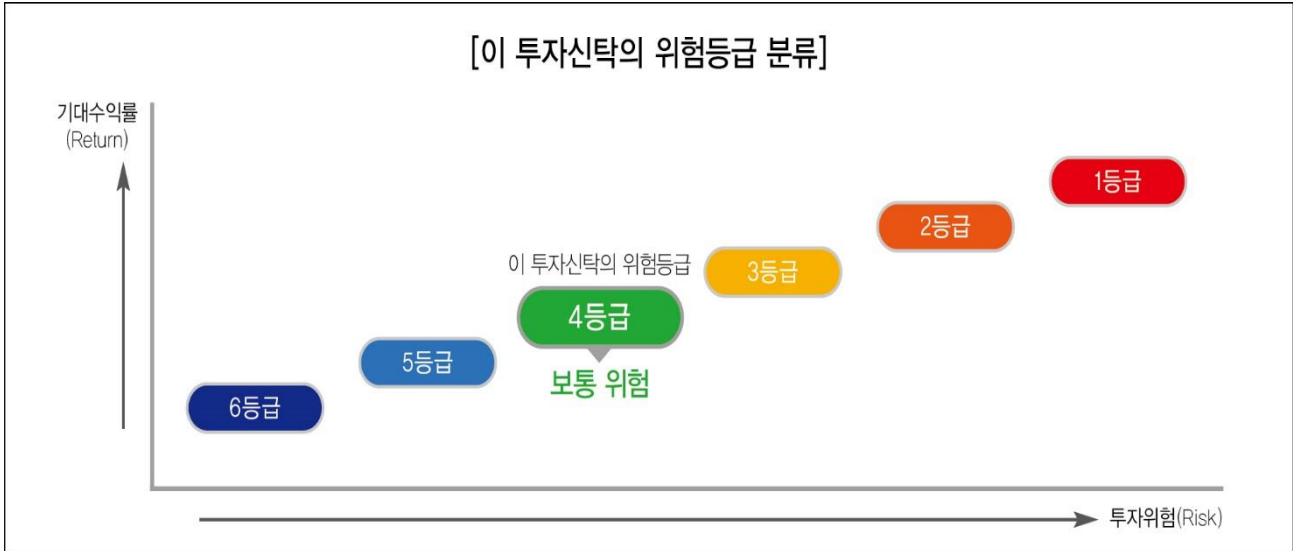 [이 투자신탁의 위험등급 분류]
기대수익률
(Return)
1등급
2등급
이 투자신탁의 위험등급
3등급
4등급
5등급
보통 위험
6등급
투자위험(Risk)